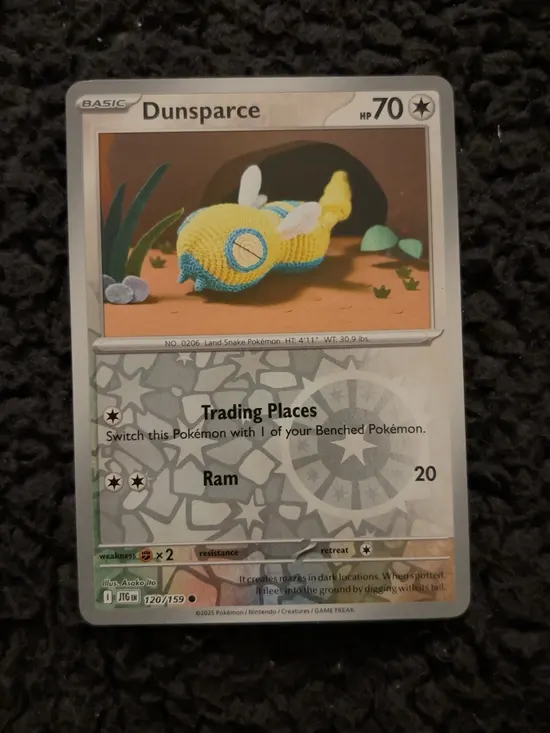 BASIC
Dunsparce
HP 70
NO. 0206 Land Snake Pokémon HT: 4'11" WT: 30.9 lbs.
Trading Places
Switch this Pokémon with 1 of your Benched Pokémon.
Ram 20
weakness ×2 resistance retreat
Illus. Asako Ito
It creates mazes in dark locations. When spotted,
it flees into the ground by digging with its tail.
I JTG EN 120/159
©2025 Pokémon / Nintendo / Creatures / GAME FREAK